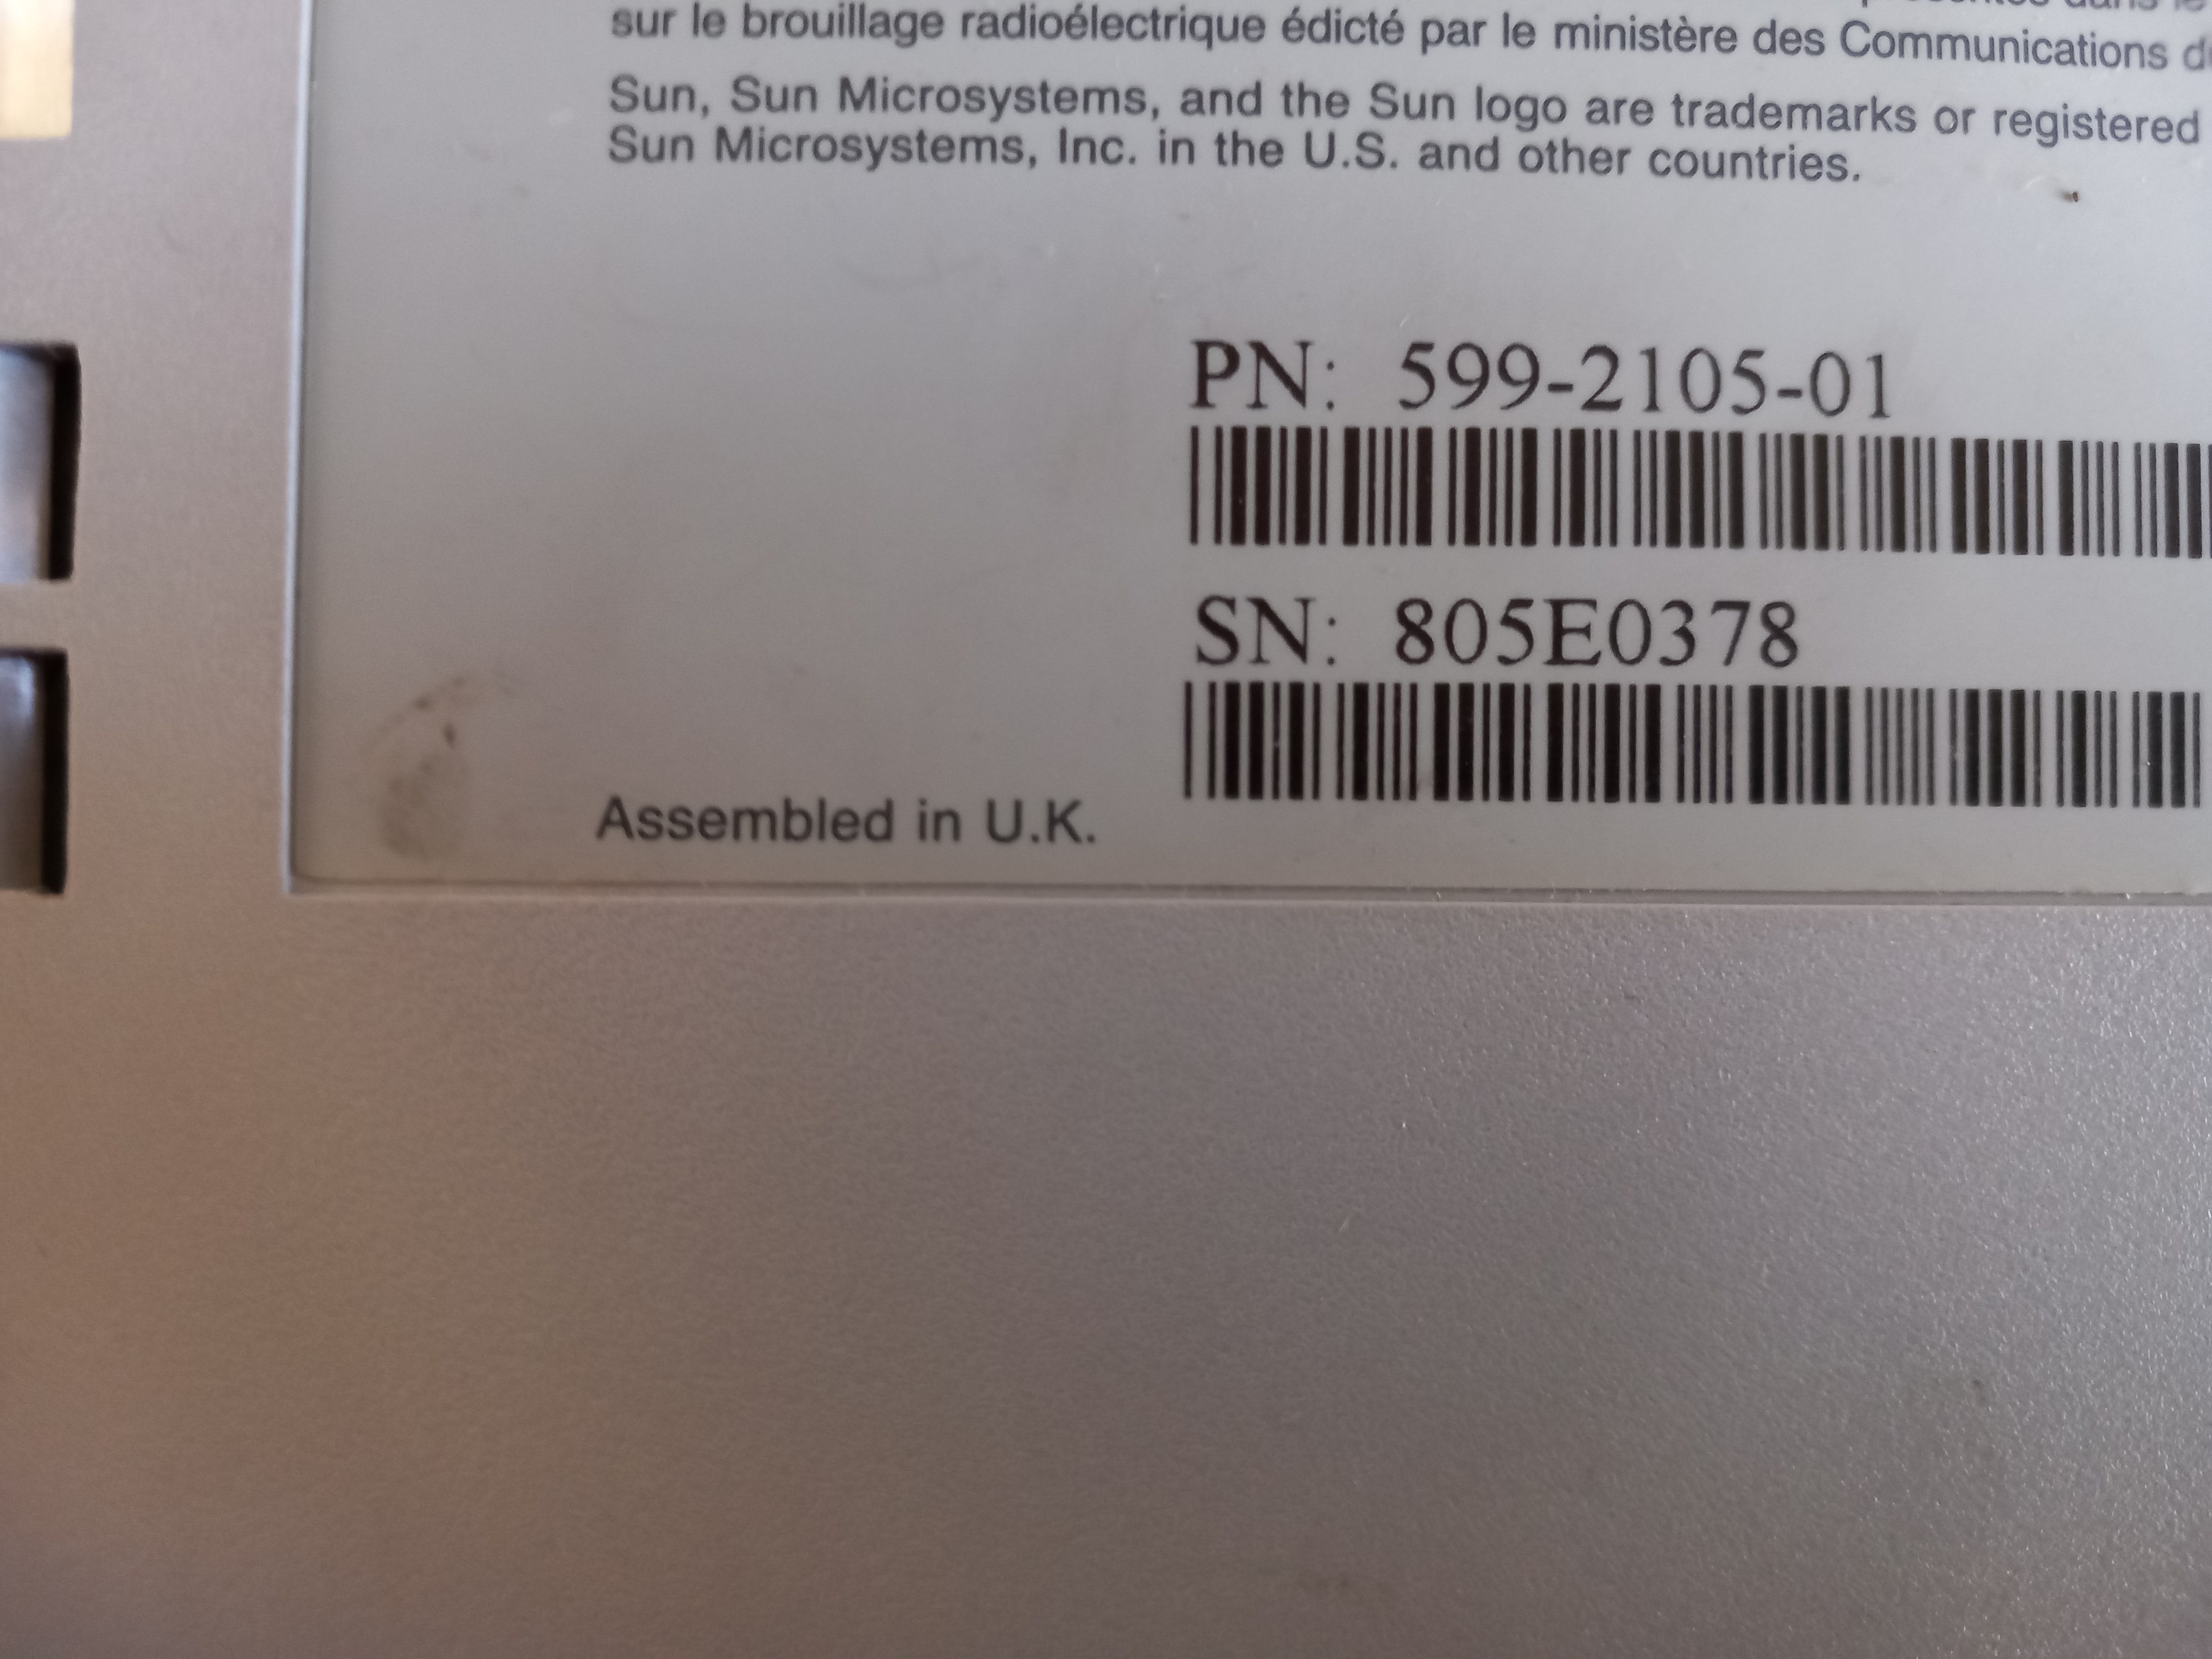 sur le brouillage radioélectrique édicté par le ministère des Communications
Sun, Sun Microsystems, and the Sun logo are trademarks or registered
Sun Microsystems, Inc. in the U.S. and other countries.
PN: 599-2105-01
SN: 805E0378
Assembled in U.K.